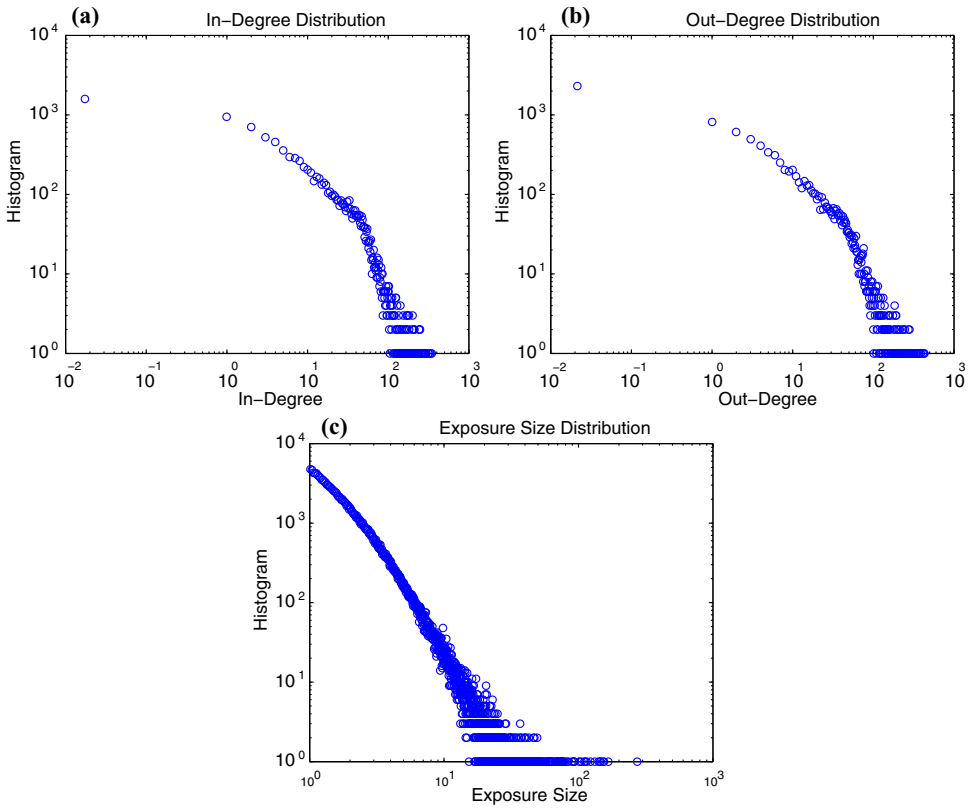 (a) In−Degree Distribution
10^4
10^3
10^2
10^1
10^0
Histogram
10^−2 10^−1 10^0 10^1 10^2 10^3
In−Degree
(b) Out−Degree Distribution
10^4
10^3
10^2
10^1
10^0
Histogram
10^−2 10^−1 10^0 10^1 10^2 10^3
Out−Degree
(c) Exposure Size Distribution
10^4
10^3
10^2
10^1
10^0
Histogram
10^0 10^1 10^2 10^3
Exposure Size